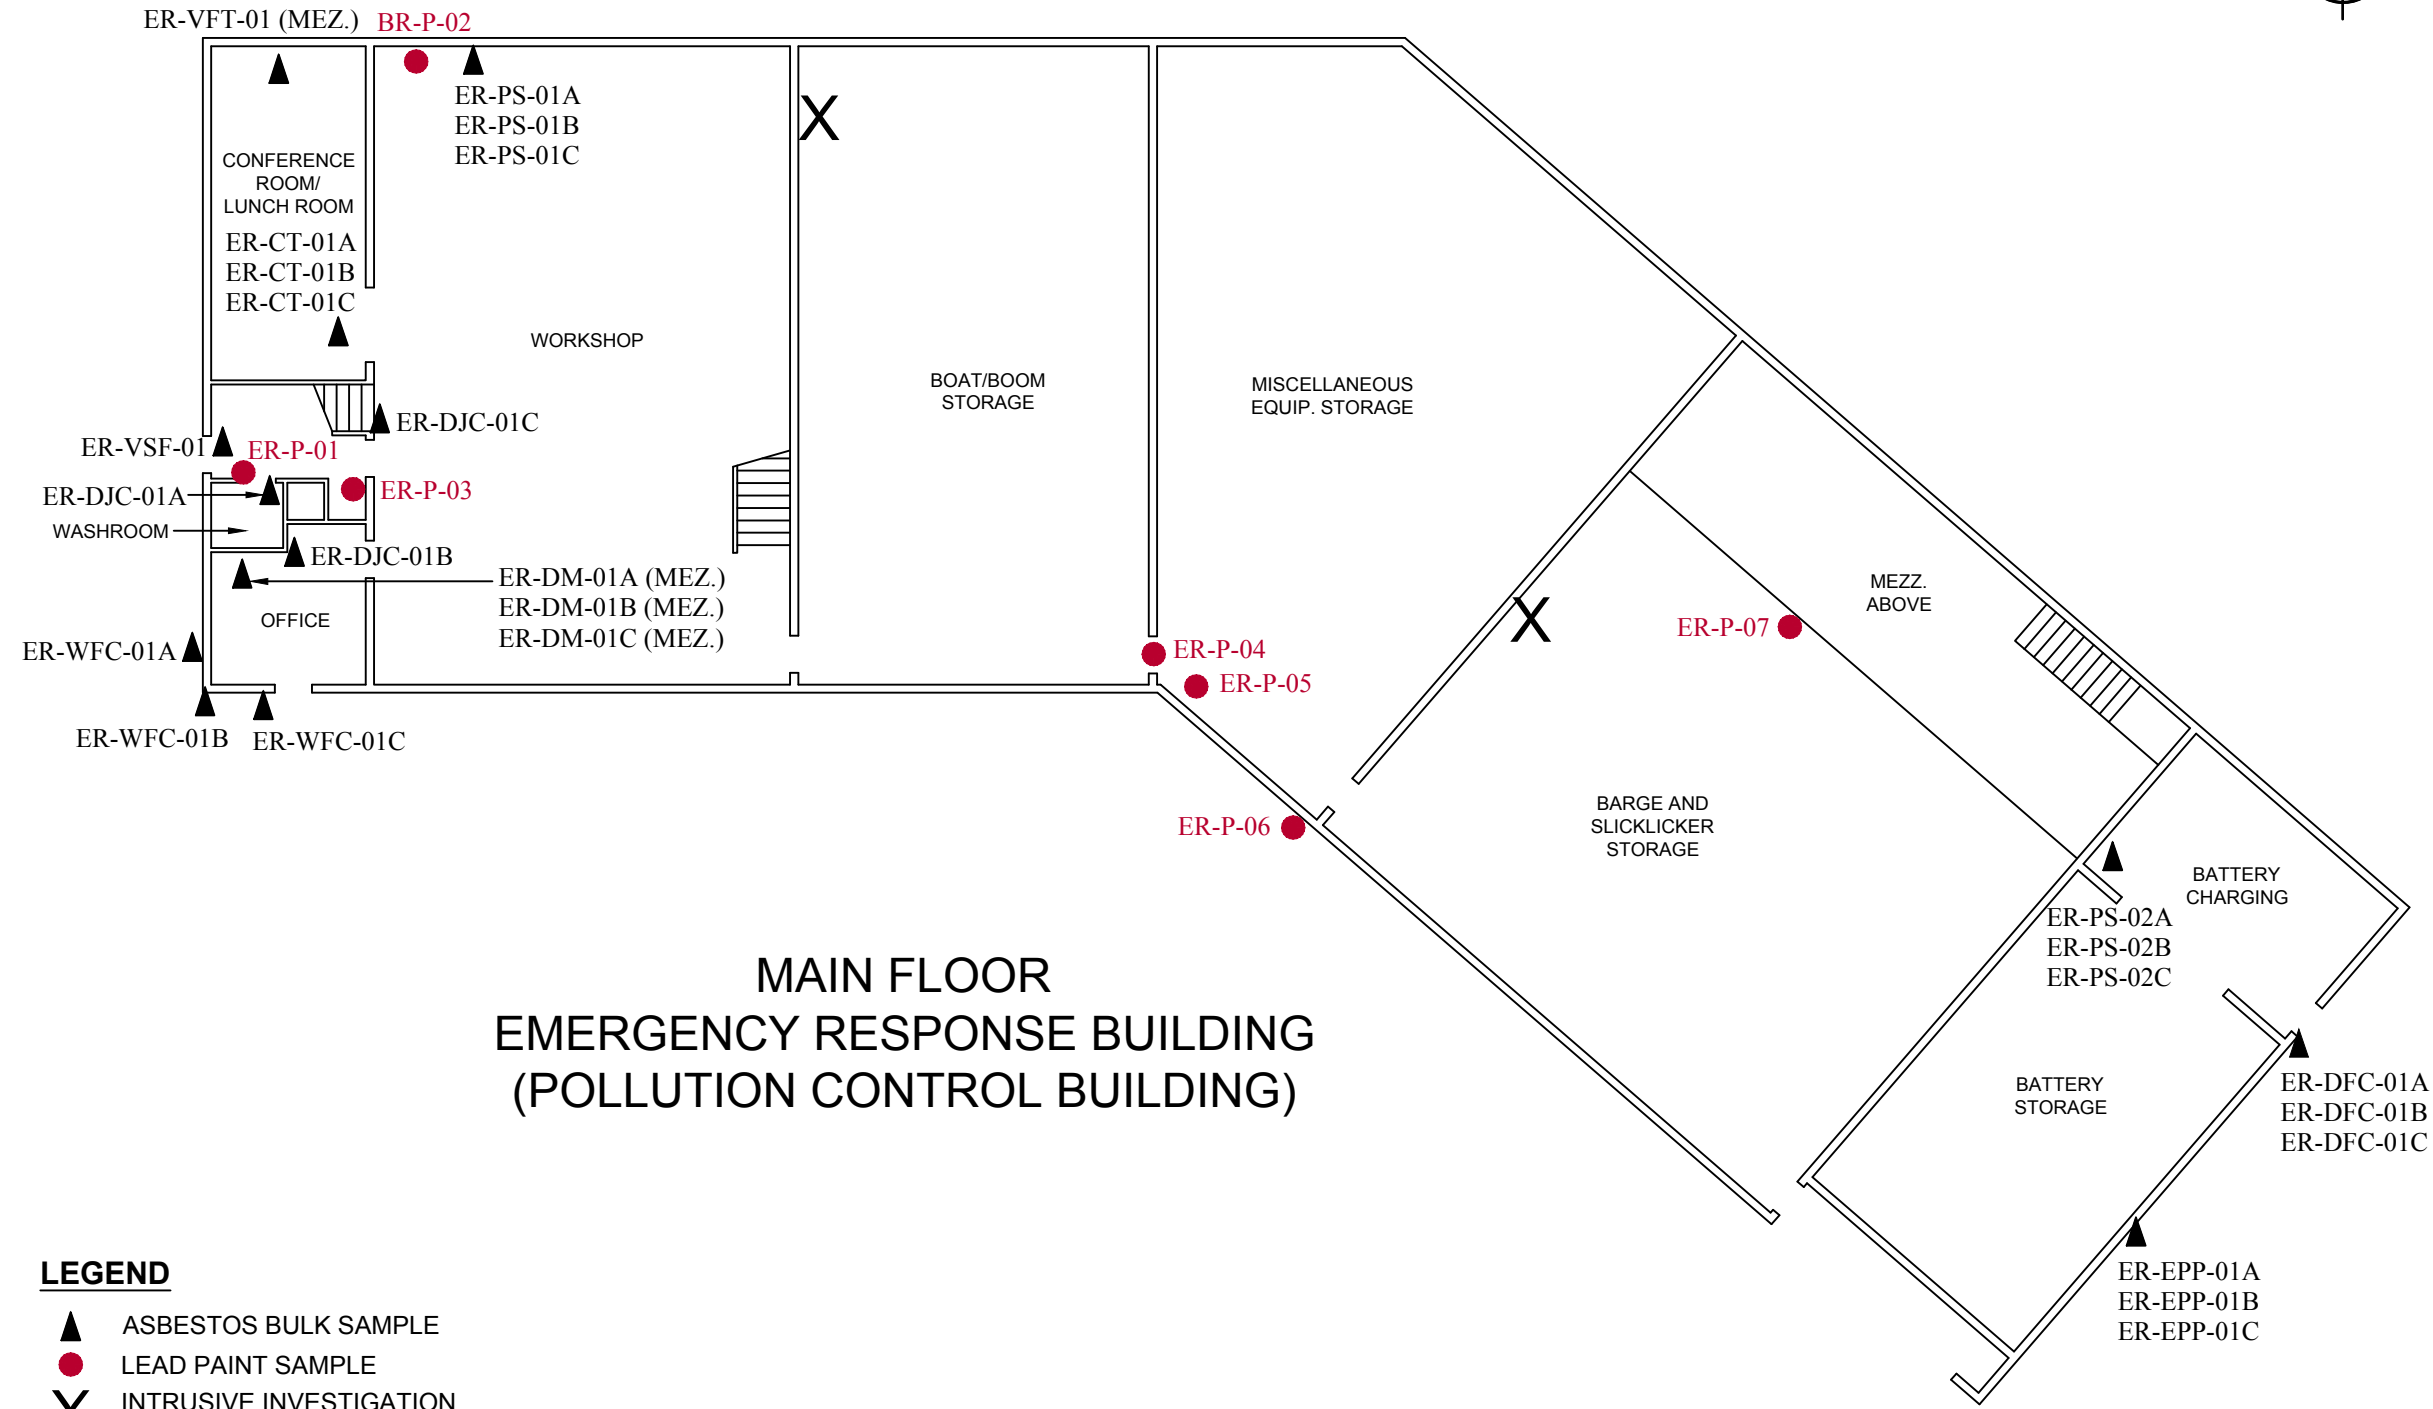 ER-VFT-01 (MEZ.)
BR-P-02
ER-PS-01A
ER-PS-01B
ER-PS-01C
CONFERENCE
ROOM/
LUNCH ROOM
ER-CT-01A
ER-CT-01B
ER-CT-01C
WORKSHOP
BOAT/BOOM
STORAGE
MISCELLANEOUS
EQUIP. STORAGE
ER-DJC-01C
ER-VSF-01
ER-P-01
ER-DJC-01A
ER-P-03
WASHROOM
ER-DJC-01B
ER-DM-01A (MEZ.)
ER-DM-01B (MEZ.)
ER-DM-01C (MEZ.)
OFFICE
ER-WFC-01A
ER-WFC-01B
ER-WFC-01C
ER-P-04
ER-P-05
ER-P-06
ER-P-07
MEZZ.
ABOVE
BARGE AND
SLICKLICKER
STORAGE
BATTERY
CHARGING
ER-PS-02A
ER-PS-02B
ER-PS-02C
BATTERY
STORAGE
ER-DFC-01A
ER-DFC-01B
ER-DFC-01C
ER-EPP-01A
ER-EPP-01B
ER-EPP-01C
MAIN FLOOR
EMERGENCY RESPONSE BUILDING
(POLLUTION CONTROL BUILDING)
LEGEND
ASBESTOS BULK SAMPLE
LEAD PAINT SAMPLE
INTRUSIVE INVESTIGATION